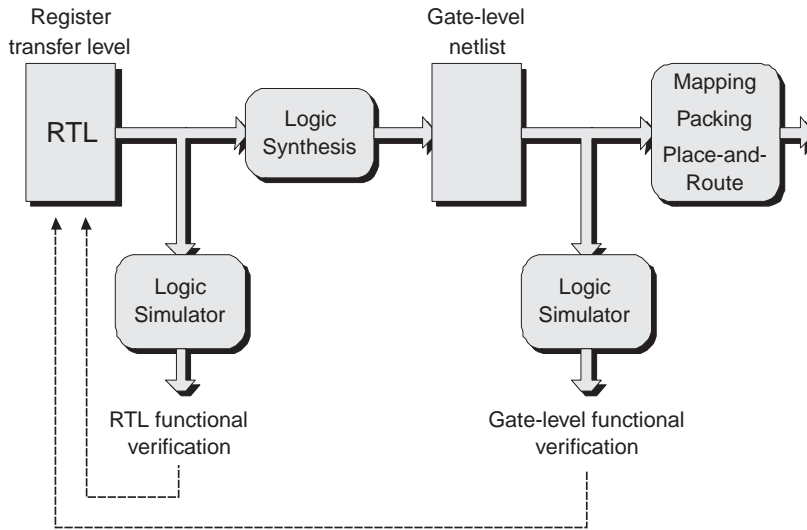 Register
transfer level
RTL
Logic
Synthesis
Gate-level
netlist
Mapping
Packing
Place-and-
Route
Logic
Simulator
RTL functional
verification
Logic
Simulator
Gate-level functional
verification